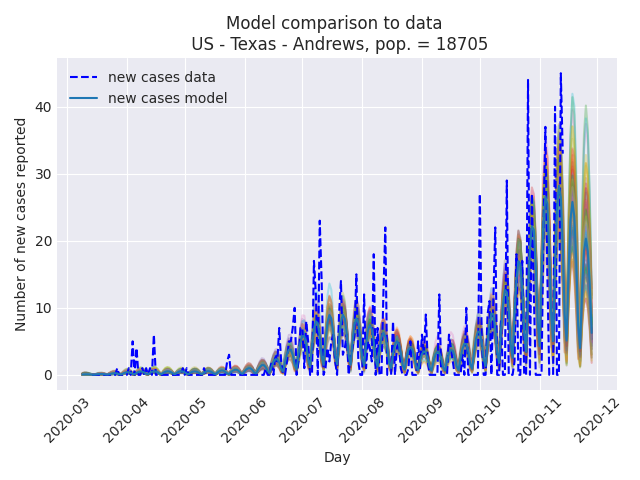 Model comparison to data
US - Texas - Andrews, pop. = 18705
new cases data
new cases model
Number of new cases reported
40
30
20
10
0
2020-03
2020-04
2020-05
2020-06
2020-07
2020-08
2020-09
2020-10
2020-11
2020-12
Day